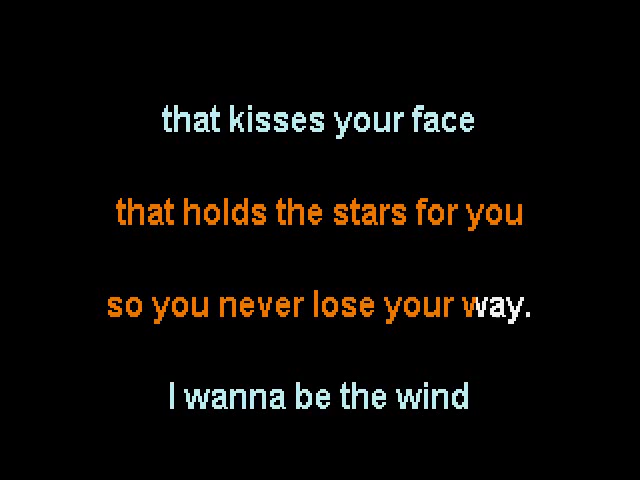 that kisses your face
that holds the stars for you
so you never lose your way.
I wanna be the wind